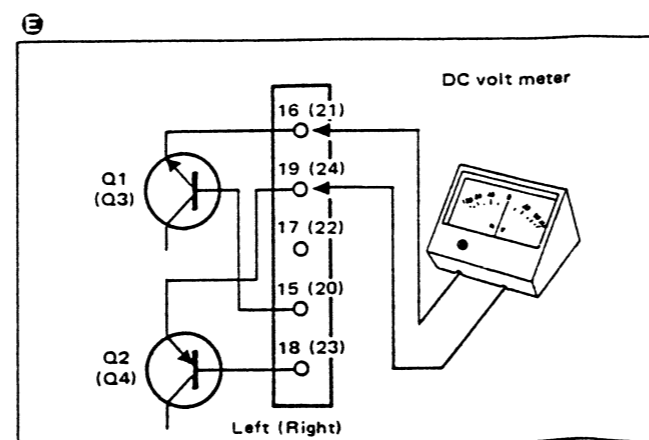 E
DC volt meter
16 (21)
19 (24)
Q1
(Q3)
17 (22)
15 (20)
18 (23)
Q2
(Q4)
Left (Right)